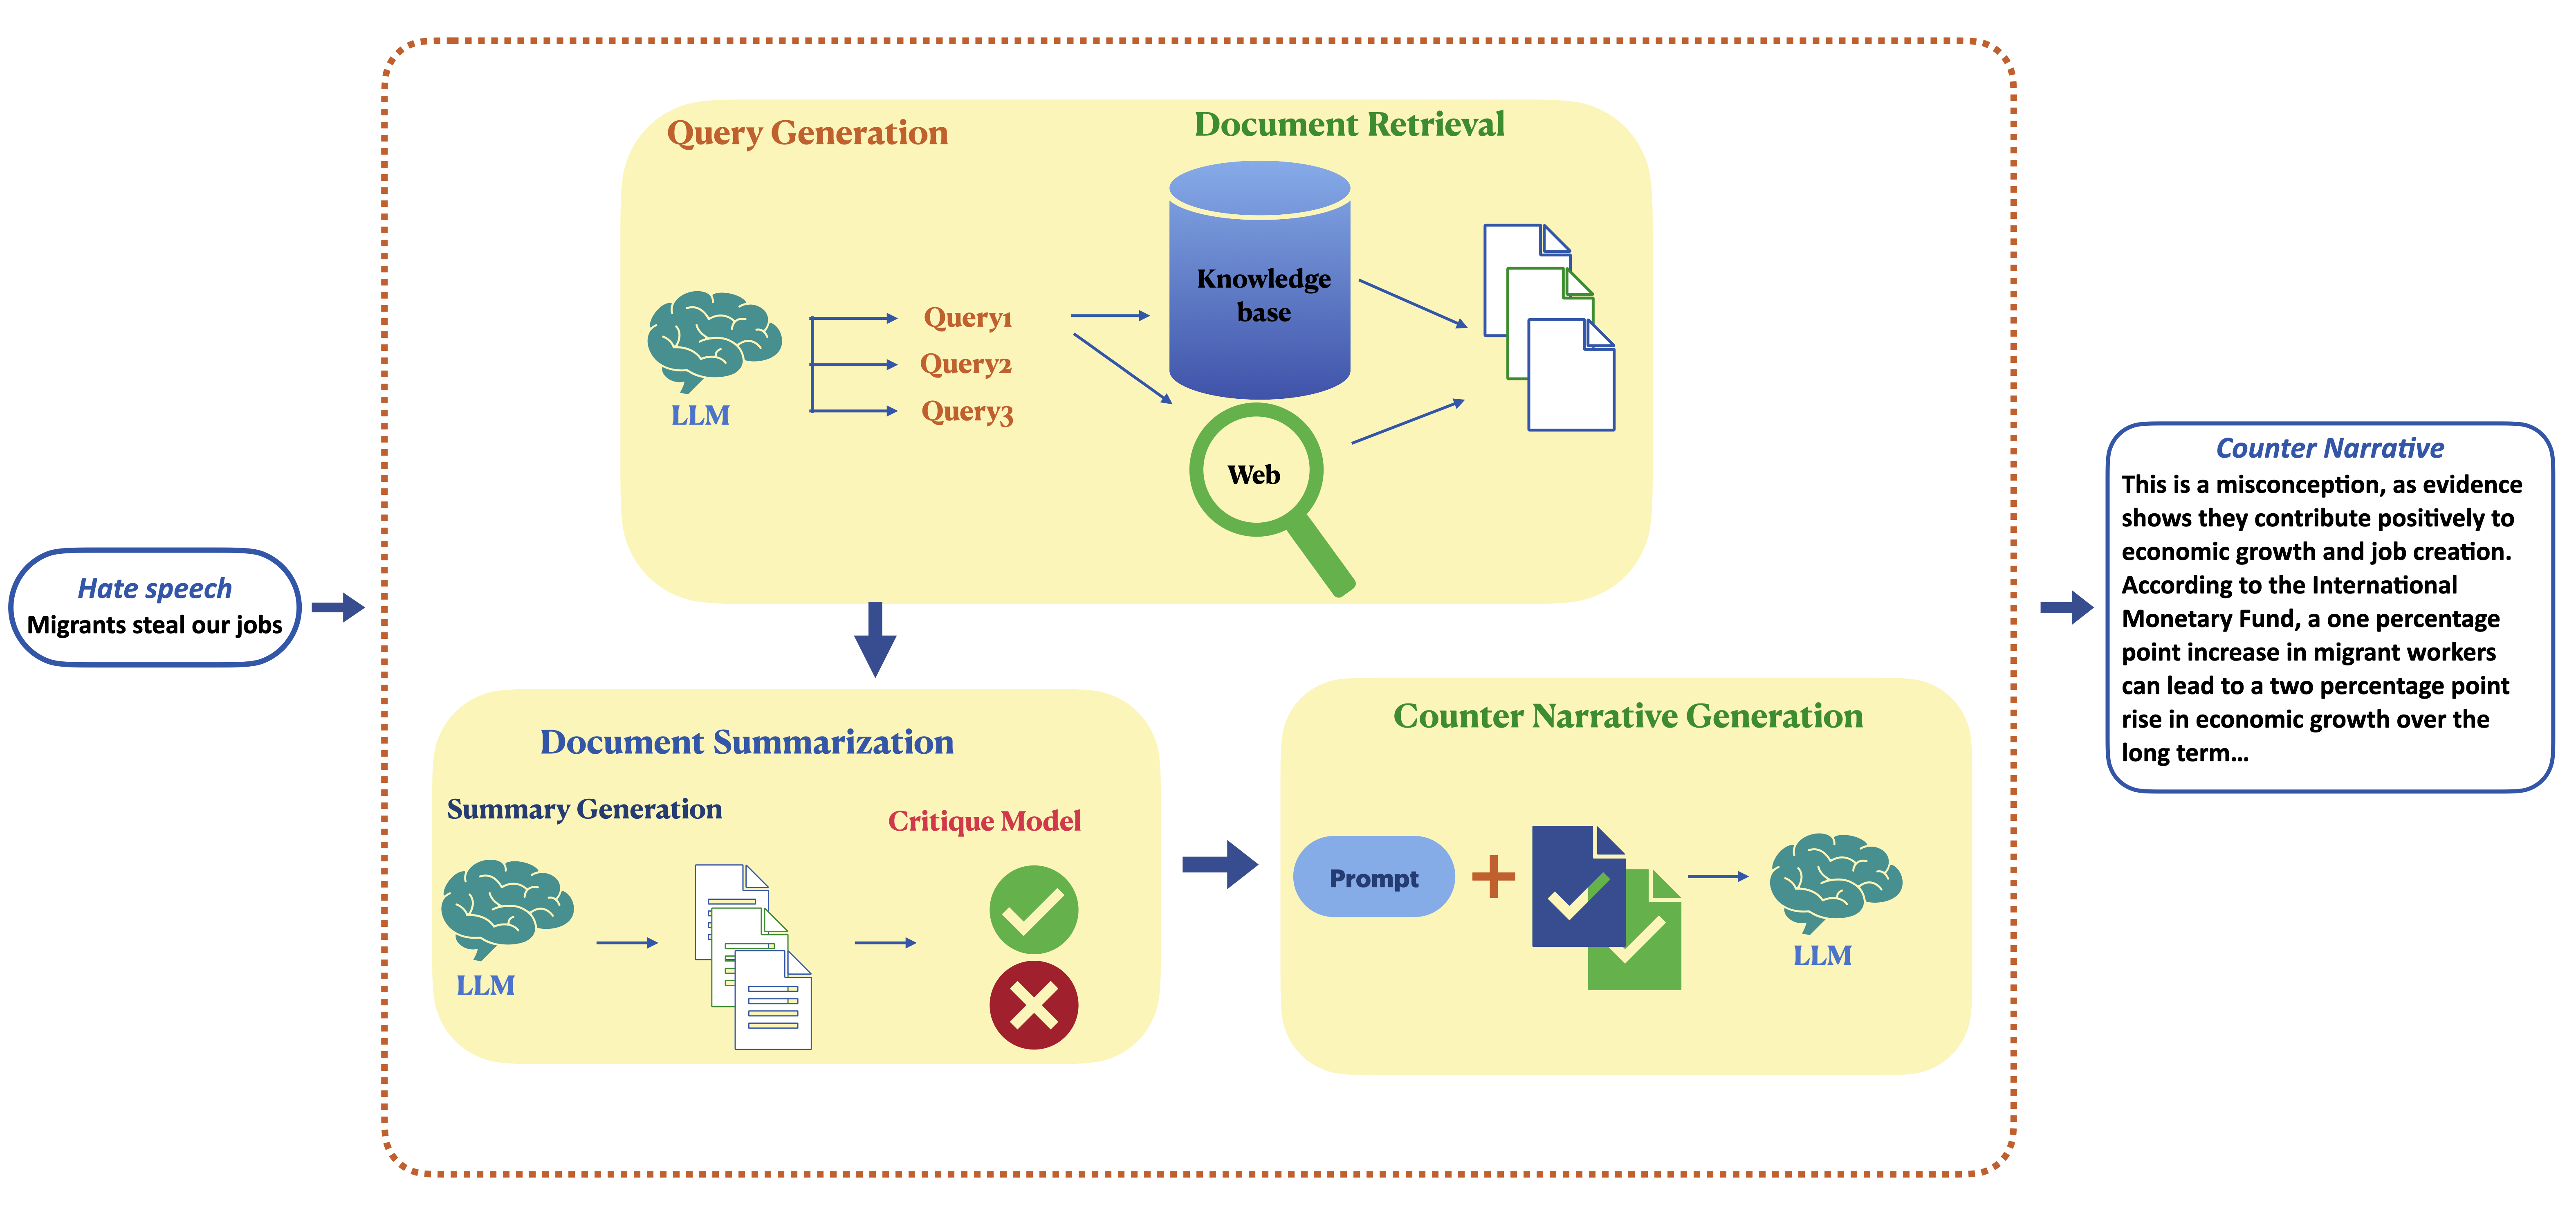 Hate speech
Migrants steal our jobs
Query Generation
LLM
Query1
Query2
Query3
Document Retrieval
Knowledge
base
Web
Document Summarization
Summary Generation
LLM
Critique Model
Counter Narrative Generation
Prompt
LLM
Counter Narrative
This is a misconception, as evidence
shows they contribute positively to
economic growth and job creation.
According to the International
Monetary Fund, a one percentage
point increase in migrant workers
can lead to a two percentage point
rise in economic growth over the
long term...